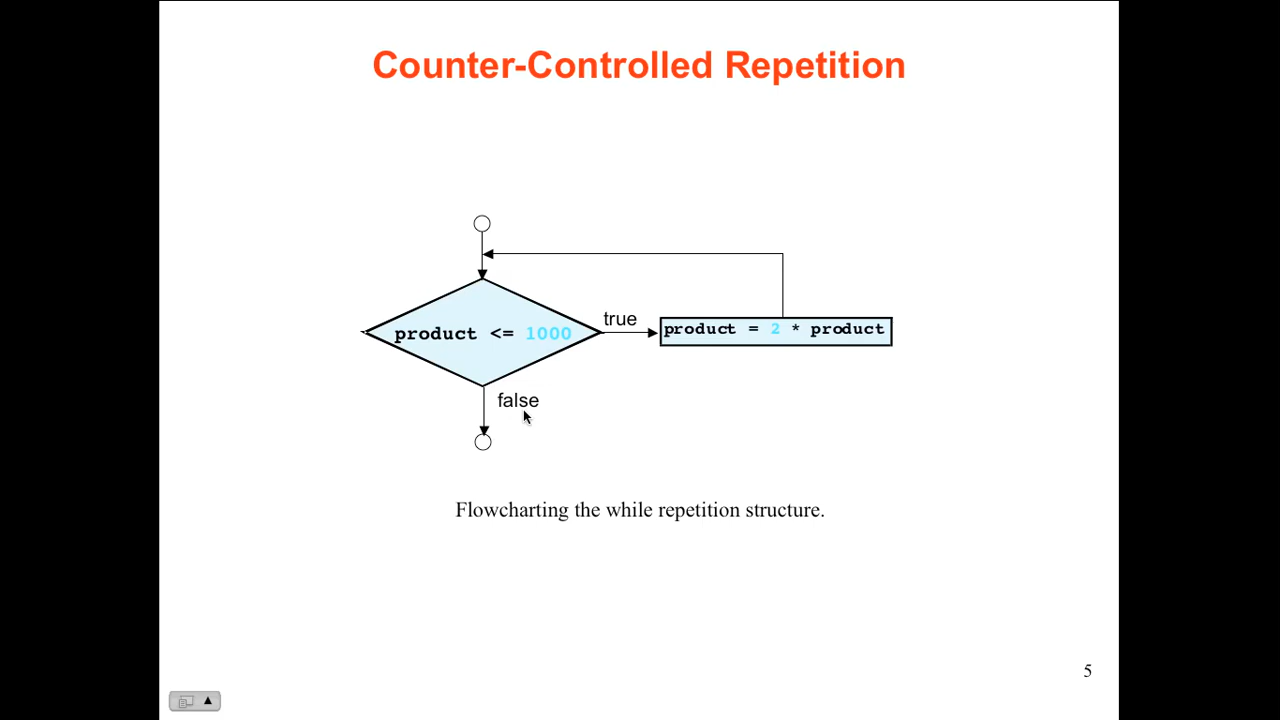 Counter-Controlled Repetition
product <= 1000
true
product = 2 * product
false
Flowcharting the while repetition structure.
5